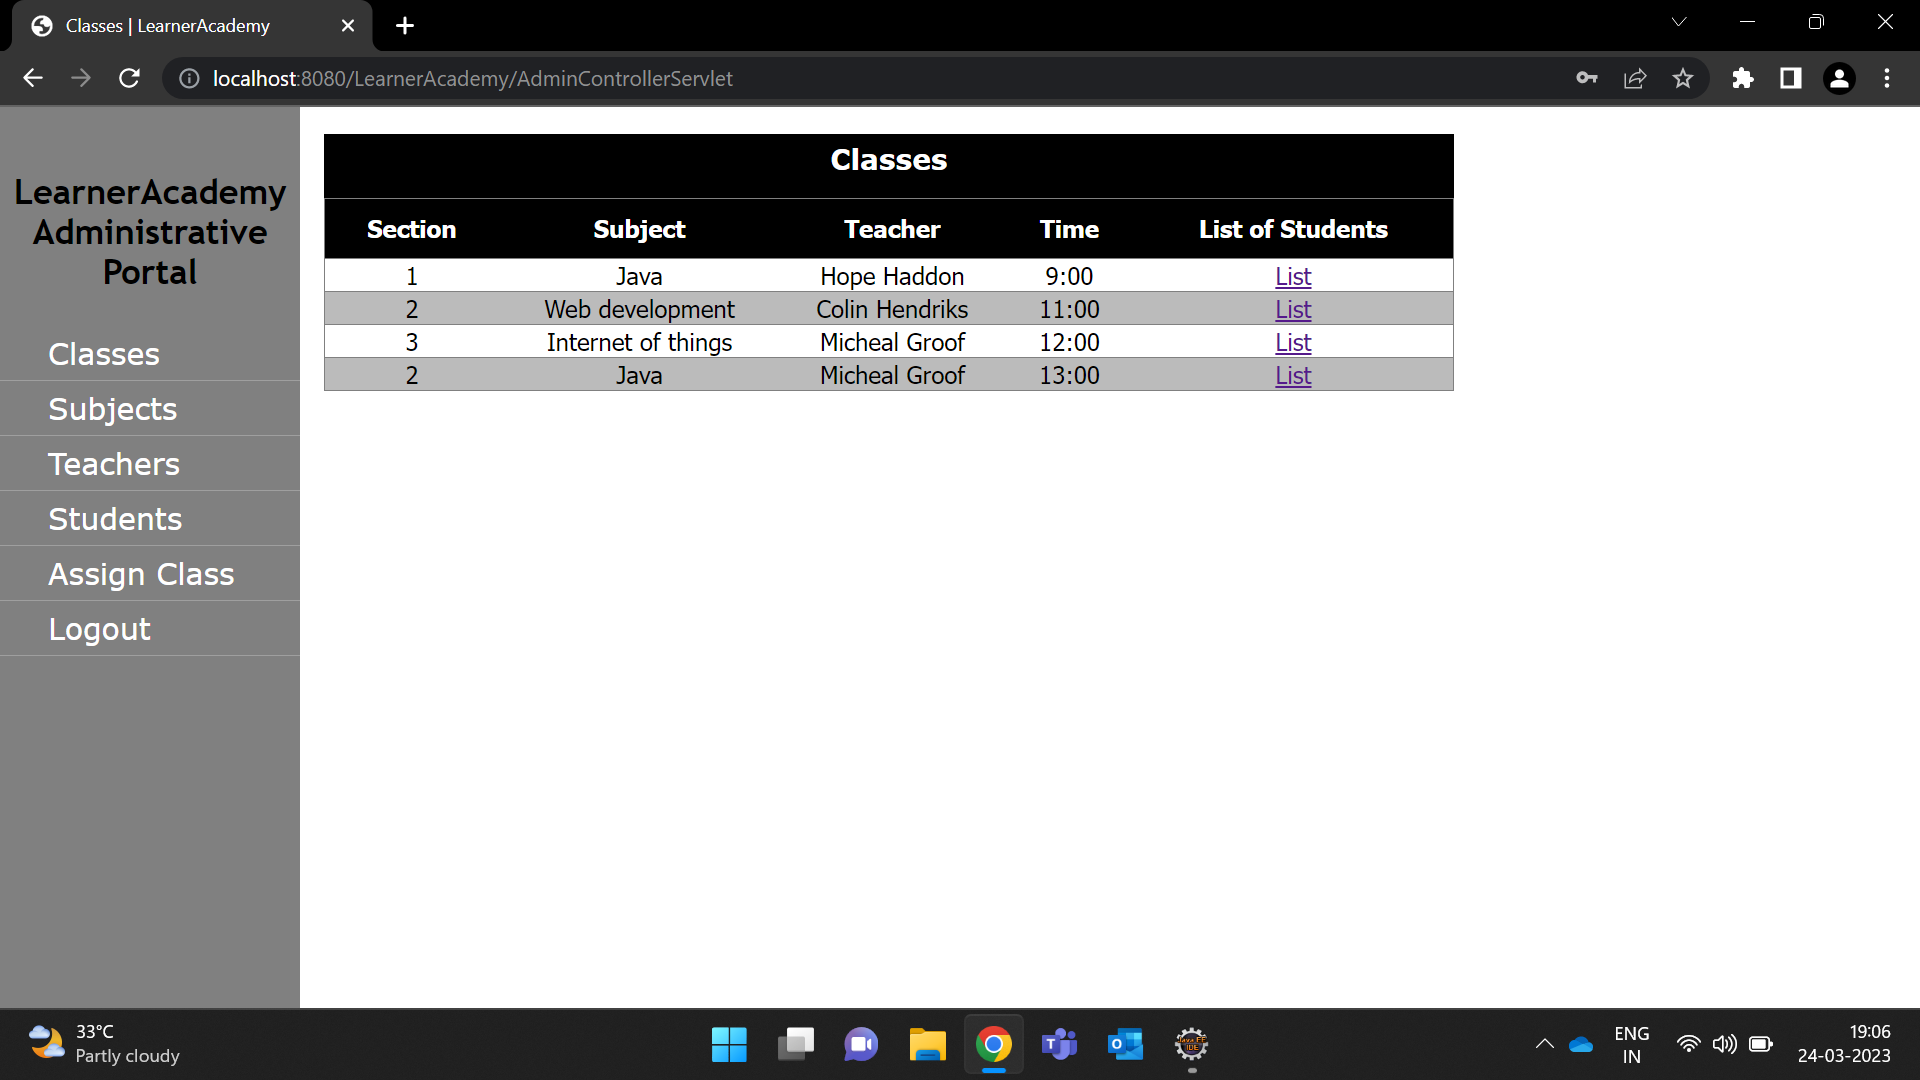 Classes | LearnerAcademy
localhost:8080/LearnerAcademy/AdminControllerServlet
LearnerAcademy
Administrative
Portal
Classes
Subjects
Teachers
Students
Assign Class
Logout
Classes
Section Subject Teacher Time List of Students
1 Java Hope Haddon 9:00 List
2 Web development Colin Hendriks 11:00 List
3 Internet of things Micheal Groof 12:00 List
2 Java Micheal Groof 13:00 List
33°C
Partly cloudy
Java EE
IDE
ENG
IN
19:06
24-03-2023